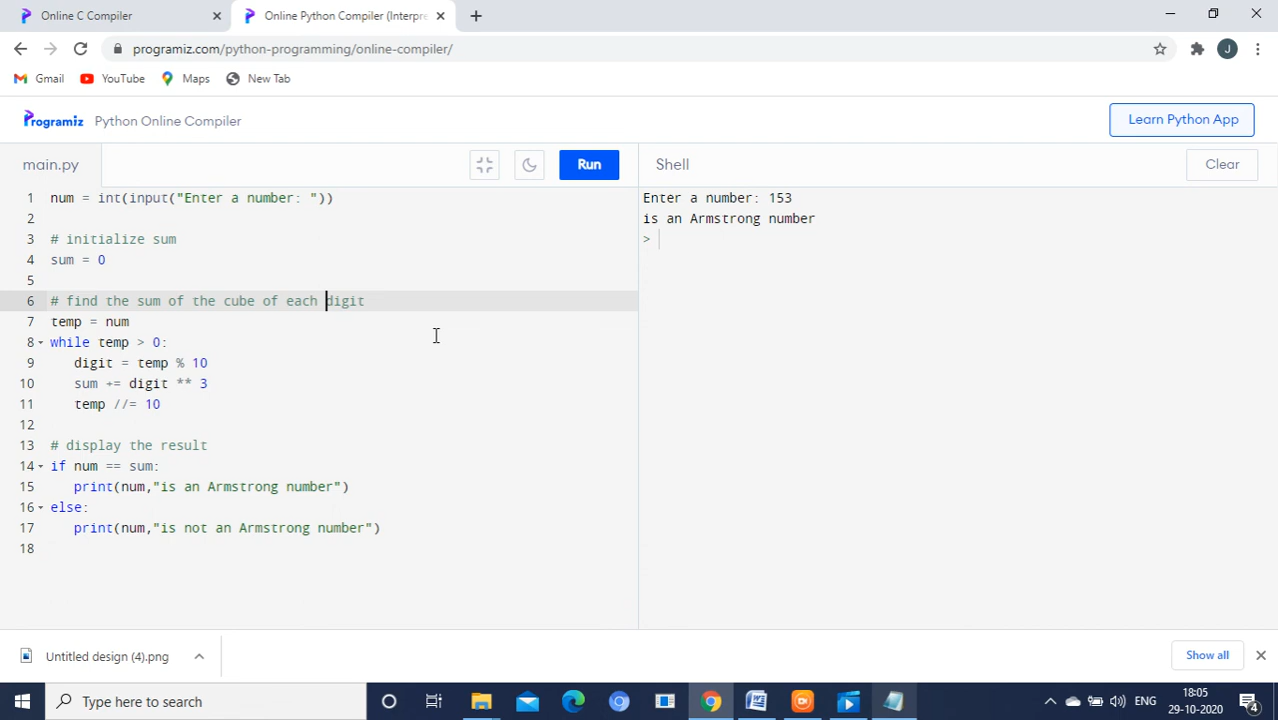 Online C Compiler
Online Python Compiler (Interpre
programiz.com/python-programming/online-compiler/
J
Gmail
YouTube
Maps
New Tab
Programiz
Python Online Compiler
Learn Python App
main.py
Run
Shell
Clear
1 num = int(input("Enter a number: "))
2
3 # initialize sum
4 sum = 0
5
6 # find the sum of the cube of each digit
7 temp = num
8 while temp > 0:
9 digit = temp % 10
10 sum += digit ** 3
11 temp //= 10
12
13 # display the result
14 if num == sum:
15 print(num,"is an Armstrong number")
16 else:
17 print(num,"is not an Armstrong number")
18
Enter a number: 153
is an Armstrong number
>
Untitled design (4).png
Show all
Type here to search
ENG
18:05
29-10-2020
4